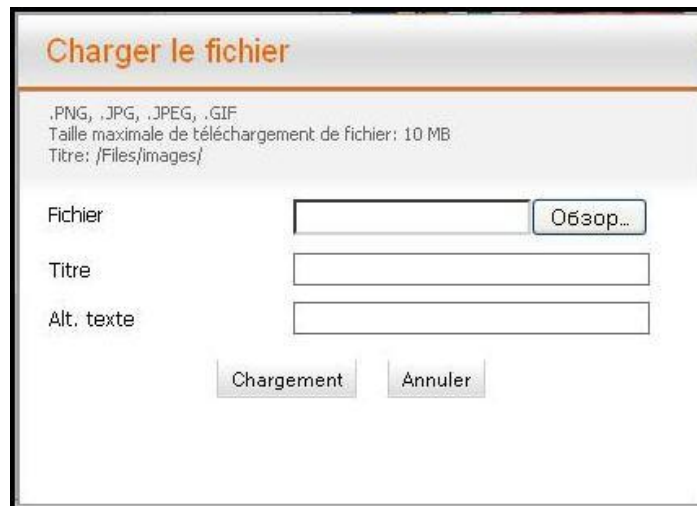 Charger le fichier
.PNG, .JPG, .JPEG, .GIF
Taille maximale de téléchargement de fichier: 10 MB
Titre: /Files/images/
Fichier Обзор...
Titre
Alt. texte
Chargement Annuler